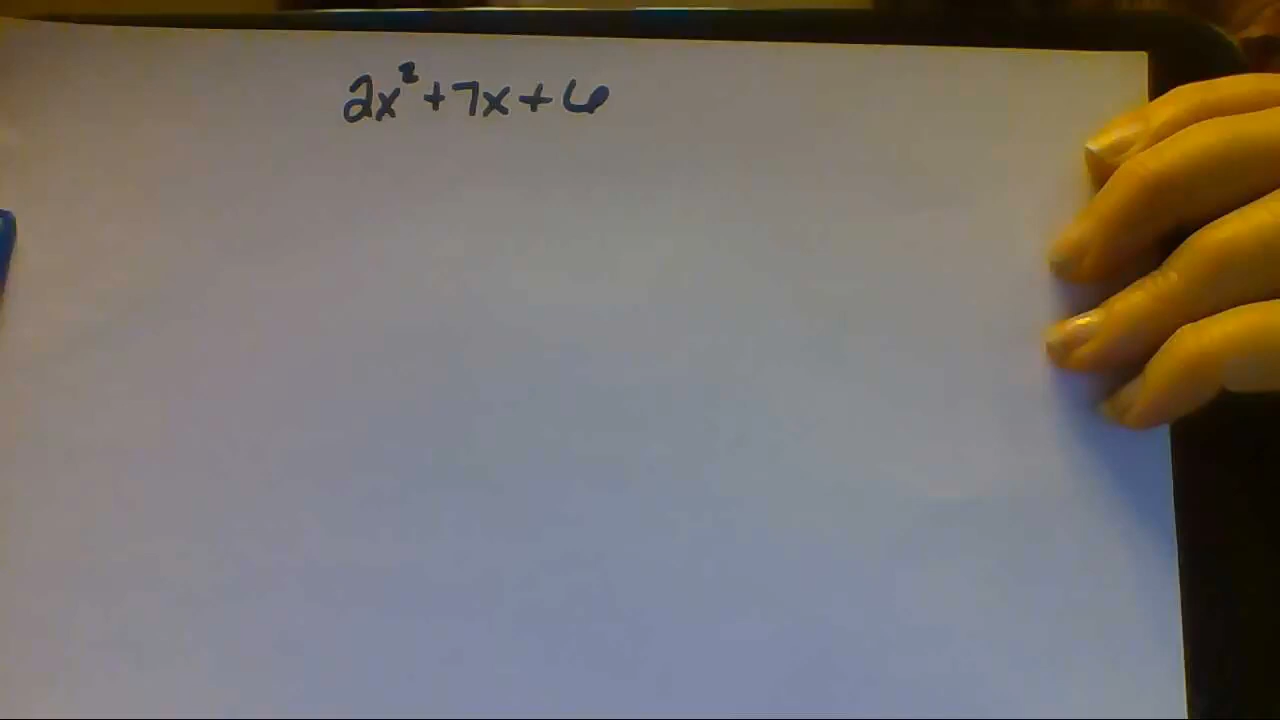 2x² + 7x + 6